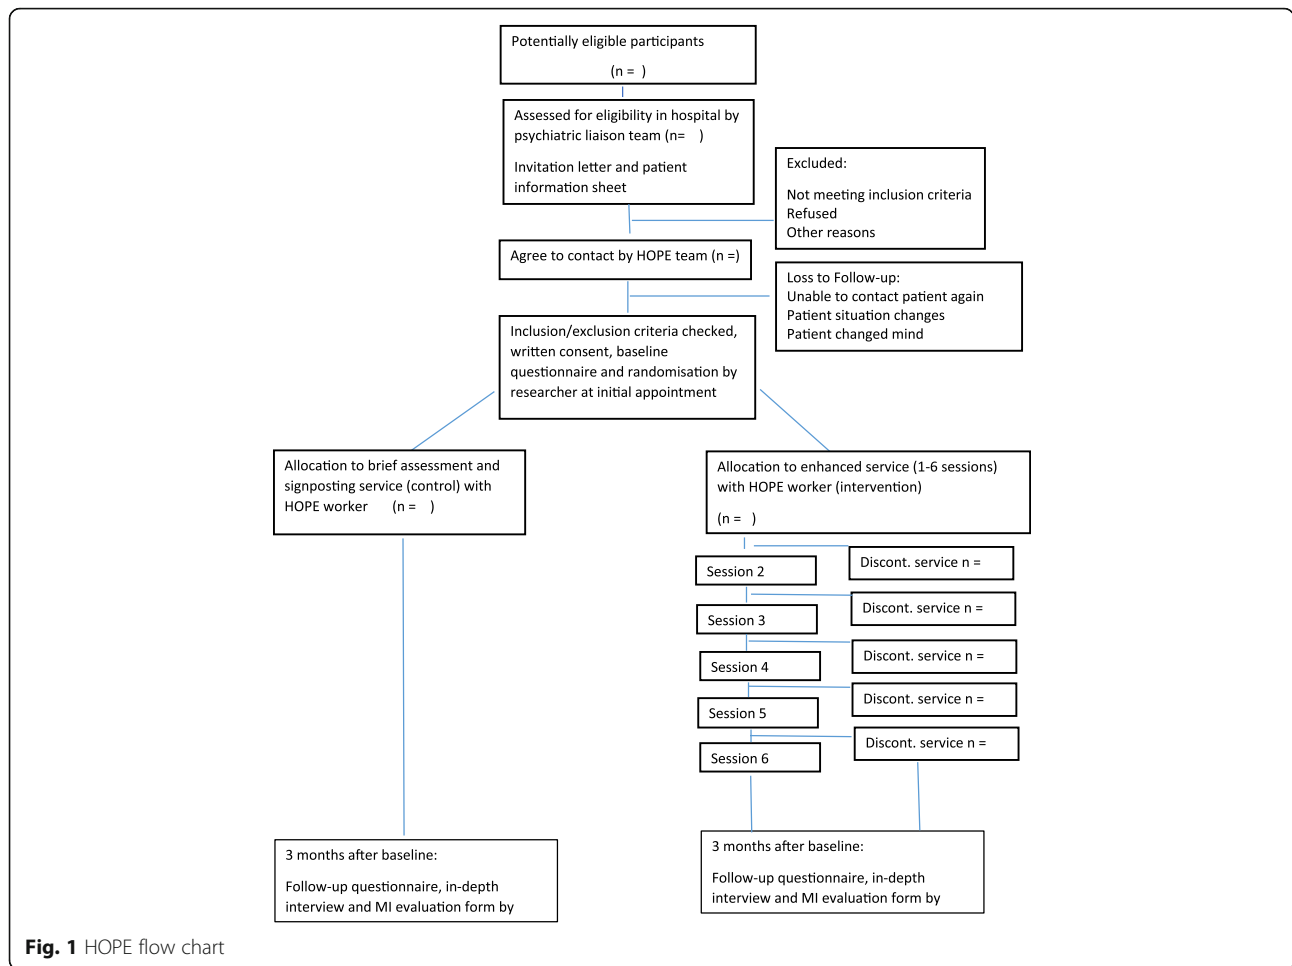 Potentially eligible participants
(n =  )
Assessed for eligibility in hospital by
psychiatric liaison team (n=    )
Invitation letter and patient
information sheet
Excluded:
Not meeting inclusion criteria
Refused
Other reasons
Agree to contact by HOPE team (n =)
Loss to Follow-up:
Unable to contact patient again
Patient situation changes
Patient changed mind
Inclusion/exclusion criteria checked,
written consent, baseline
questionnaire and randomisation by
researcher at initial appointment
Allocation to brief assessment and
signposting service (control) with
HOPE worker      (n =    )
Allocation to enhanced service (1-6 sessions)
with HOPE worker (intervention)
(n =   )
Discont. service n =
Session 2
Discont. service n =
Session 3
Discont. service n =
Session 4
Discont. service n =
Session 5
Discont. service n =
Session 6
3 months after baseline:
Follow-up questionnaire, in-depth
interview and MI evaluation form by
3 months after baseline:
Follow-up questionnaire, in-depth
interview and MI evaluation form by
Fig. 1 HOPE flow chart